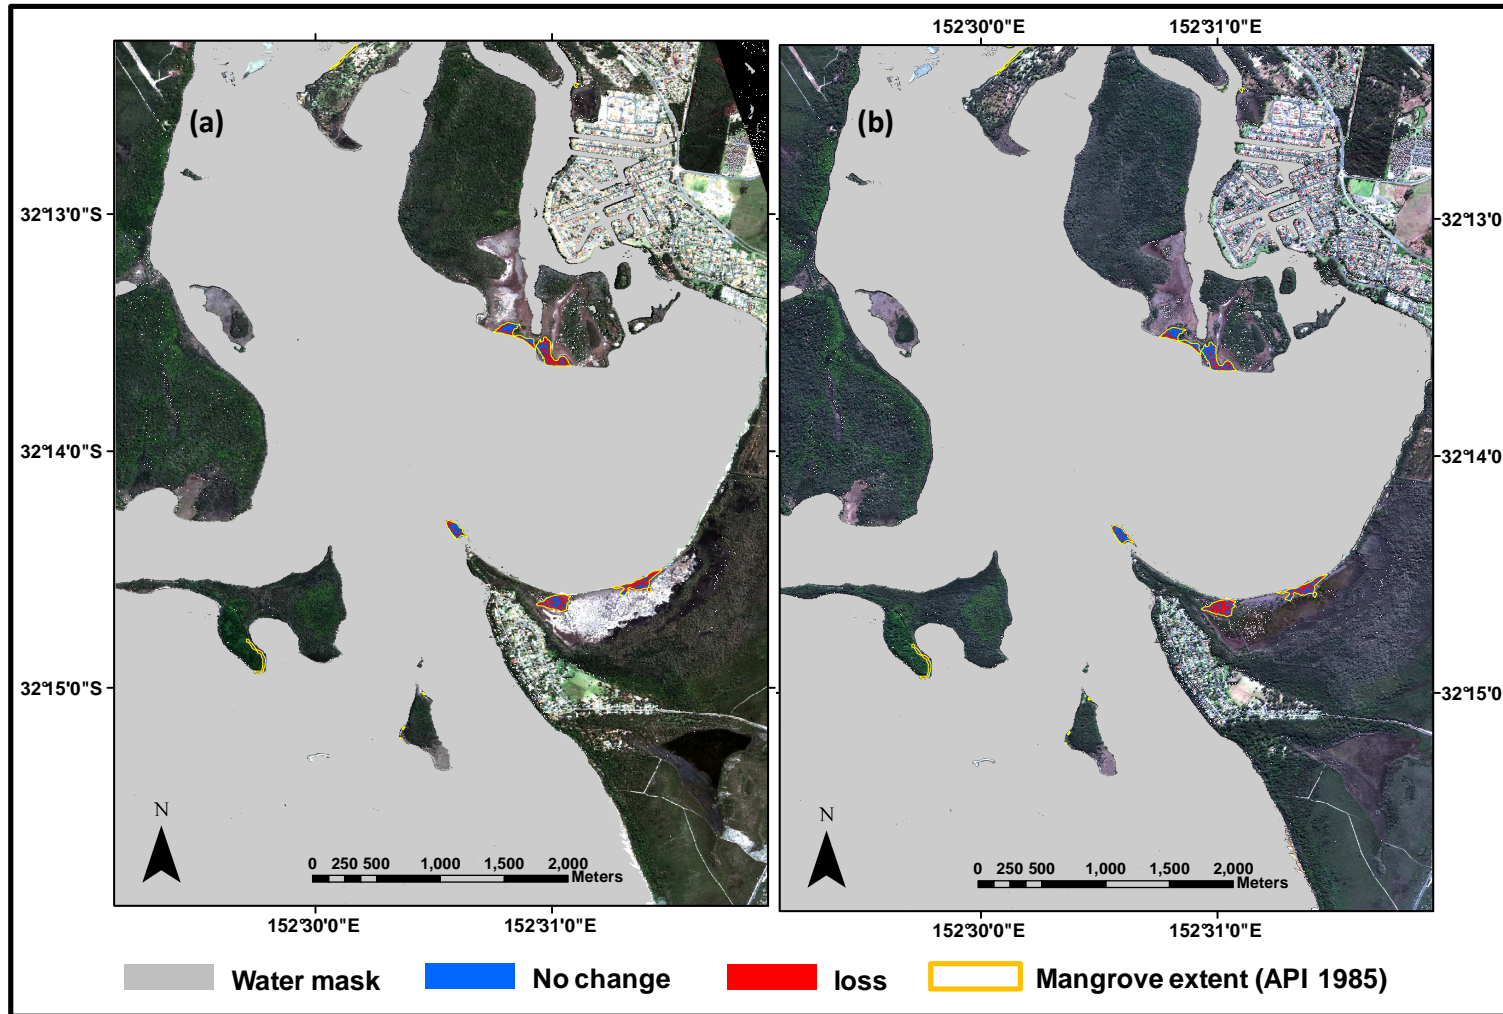 152°30'0"E 152°31'0"E
(a) (b)
32°13'0"S 32°13'0
32°14'0"S 32°14'0
32°15'0"S 32°15'0
N N
0 250 500 1,000 1,500 2,000
Meters
0 250 500 1,000 1,500 2,000
Meters
152°30'0"E 152°31'0"E 152°30'0"E 152°31'0"E
Water mask No change loss Mangrove extent (API 1985)